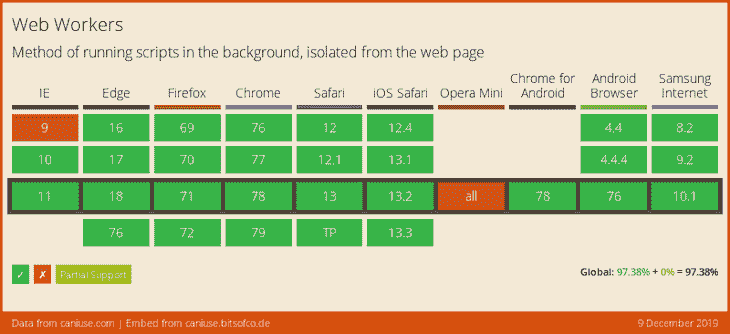 Web Workers
Method of running scripts in the background, isolated from the web page
IE Edge Firefox Chrome Safari iOS Safari Opera Mini Chrome for Android Android Browser Samsung Internet
9 16 69 76 12 12.4 4.4 8.2
10 17 70 77 12.1 13.1 4.4.4 9.2
11 18 71 78 13 13.2 all 78 76 10.1
76 72 79 TP 13.3
✓ ✗ Partial Support Global: 97.38% + 0% = 97.38%
Data from caniuse.com | Embed from caniuse.bitsofco.de 9 December 2019